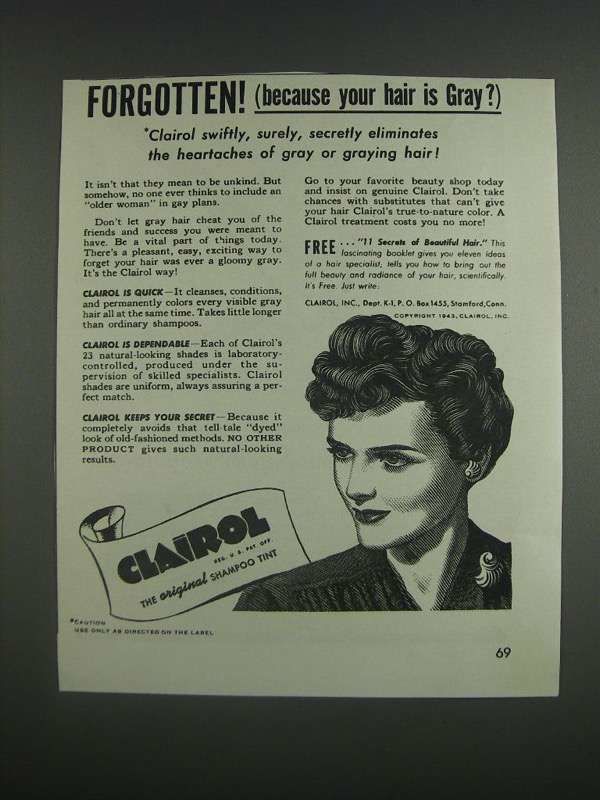 FORGOTTEN! (because your hair is Gray?)
*Clairol swiftly, surely, secretly eliminates
the heartaches of gray or graying hair!
It isn't that they mean to be unkind. But
somehow, no one ever thinks to include an
"older woman" in gay plans.
Don't let gray hair cheat you of the
friends and success you were meant to
have. Be a vital part of things today.
There's a pleasant, easy, exciting way to
forget your hair was ever a gloomy gray.
It's the Clairol way!
CLAIROL IS QUICK—It cleanses, conditions,
and permanently colors every visible gray
hair all at the same time. Takes little longer
than ordinary shampoos.
CLAIROL IS DEPENDABLE—Each of Clairol's
23 natural-looking shades is laboratory-
controlled, produced under the su-
pervision of skilled specialists. Clairol
shades are uniform, always assuring a per-
fect match.
CLAIROL KEEPS YOUR SECRET—Because it
completely avoids that tell-tale "dyed"
look of old-fashioned methods. NO OTHER
PRODUCT gives such natural-looking
results.
Go to your favorite beauty shop today
and insist on genuine Clairol. Don't take
chances with substitutes that can't give
your hair Clairol's true-to-nature color. A
Clairol treatment costs you no more!
FREE ... "11 Secrets of Beautiful Hair." This
fascinating booklet gives you eleven ideas
of a hair specialist, tells you how to bring out the
full beauty and radiance of your hair, scientifically.
It's Free. Just write:
CLAIROL, INC., Dept. K-1, P. O. Box 1455, Stamford, Conn.
COPYRIGHT 1943, CLAIROL, INC.
CLAIROL
REG. U. S. PAT. OFF.
THE original SHAMPOO TINT
*CAUTION
USE ONLY AS DIRECTED ON THE LABEL
69